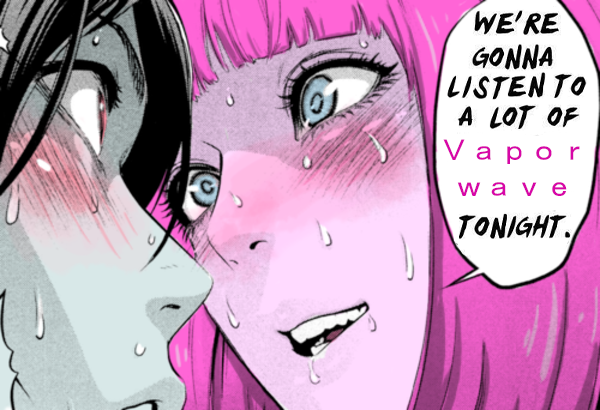 WE'RE
GONNA
LISTEN TO
A LOT OF
Ｖａｐｏｒ
ｗａｖｅ
TONIGHT.